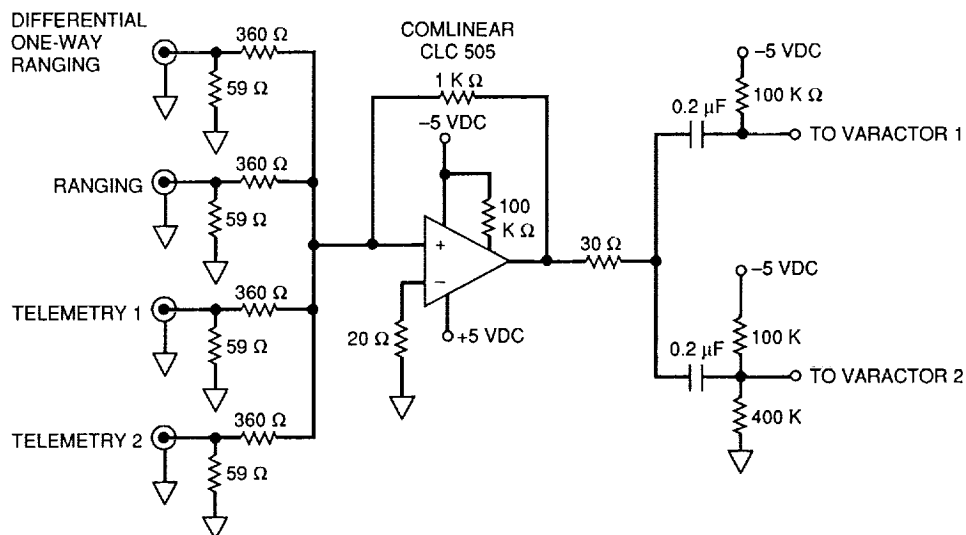 DIFFERENTIAL
ONE-WAY
RANGING
360 Ω
59 Ω
RANGING
360 Ω
59 Ω
TELEMETRY 1
360 Ω
59 Ω
TELEMETRY 2
360 Ω
59 Ω
COMLINEAR
CLC 505
1 K Ω
–5 VDC
100
K Ω
+
–
20 Ω
+5 VDC
30 Ω
–5 VDC
0.2 µF
100 K Ω
TO VARACTOR 1
–5 VDC
100 K
0.2 µF
TO VARACTOR 2
400 K